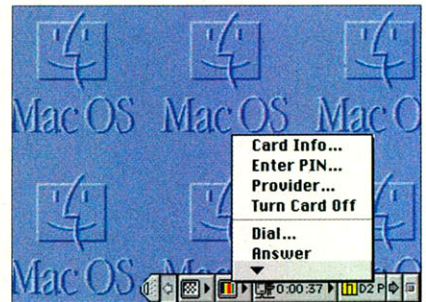 Mac OS Mac OS Mac O
Card Info...
Enter PIN...
Provider...
Turn Card Off
Dial...
Answer
Mac OS
0:00:37
D2 P